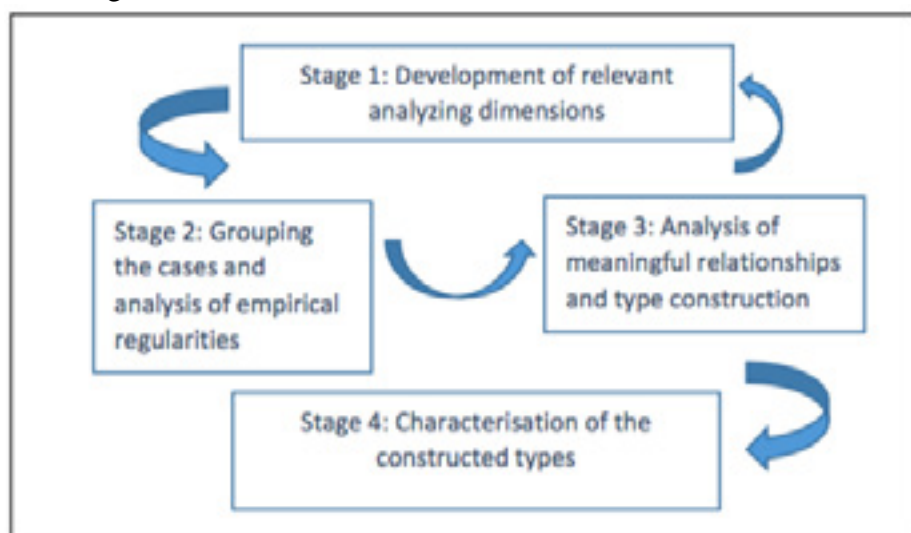 Stage 1: Development of relevant
analyzing dimensions
Stage 2: Grouping
the cases and
analysis of empirical
regularities
Stage 3: Analysis of
meaningful relationships
and type construction
Stage 4: Characterisation of the
constructed types